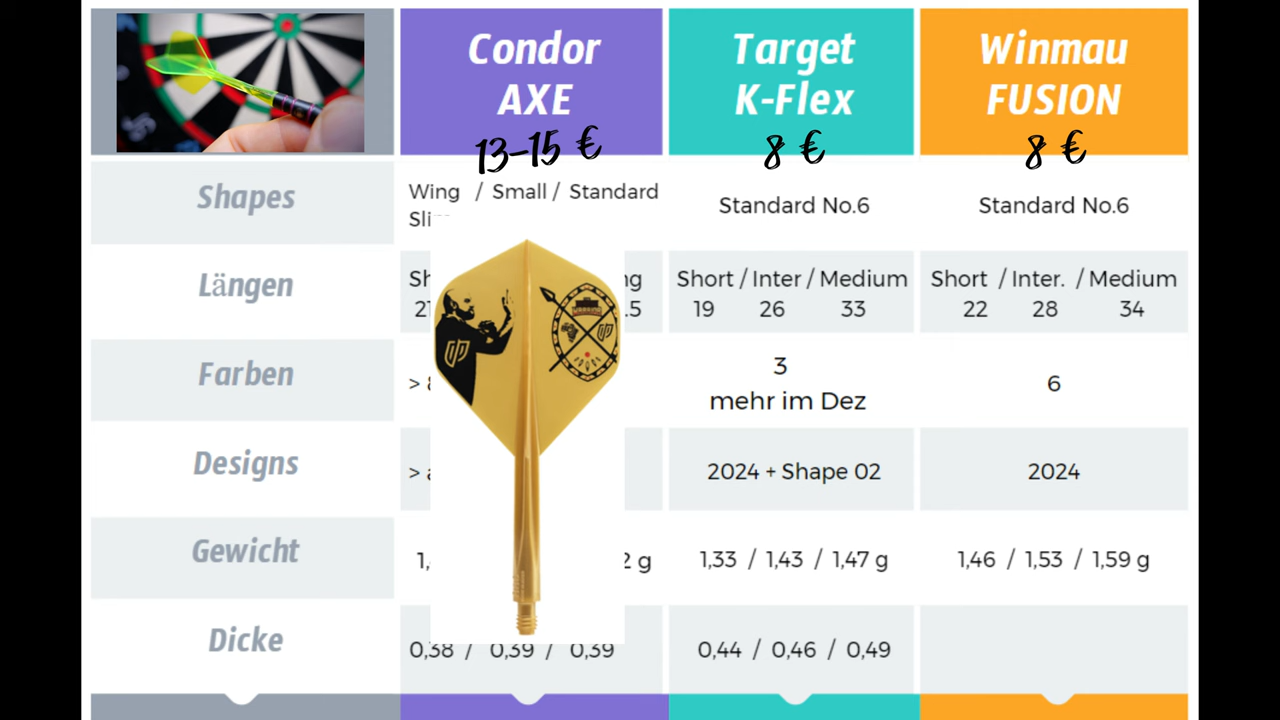 Condor AXE
13-15 €
Target K-Flex
8 €
Winmau FUSION
8 €
Shapes
Wing / Small / Standard
Standard No.6
Standard No.6
Längen
Short / Inter / Medium
19 26 33
Short / Inter. / Medium
22 28 34
Farben
3
mehr im Dez
6
Designs
2024 + Shape 02
2024
Gewicht
2 g
1,33 / 1,43 / 1,47 g
1,46 / 1,53 / 1,59 g
Dicke
0,38 / 0,39 / 0,39
0,44 / 0,46 / 0,49